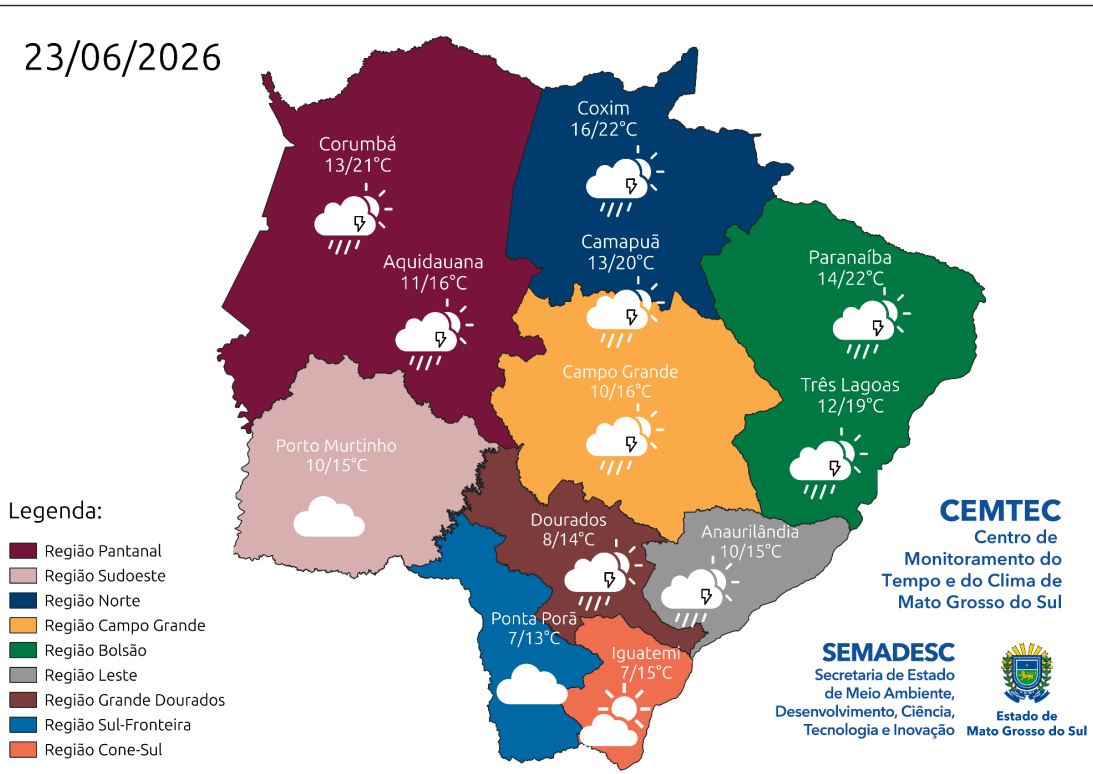 23/06/2026
Coxim
16/22°C
Corumbá
13/21°C
Camapuã
13/20°C
Aquidauana
11/16°C
Paranaíba
14/22°C
Campo Grande
10/16°C
Três Lagoas
12/19°C
Porto Murtinho
10/15°C
Dourados
8/14°C
Anaurilândia
10/15°C
Ponta Porã
7/13°C
Iguatemi
7/15°C
Legenda:
Região Pantanal
Região Sudoeste
Região Norte
Região Campo Grande
Região Bolsão
Região Leste
Região Grande Dourados
Região Sul-Fronteira
Região Cone-Sul
CEMTEC
Centro de
Monitoramento do
Tempo e do Clima de
Mato Grosso do Sul
SEMADESC
Secretaria de Estado
de Meio Ambiente,
Desenvolvimento, Ciência,
Tecnologia e Inovação
Estado de
Mato Grosso do Sul